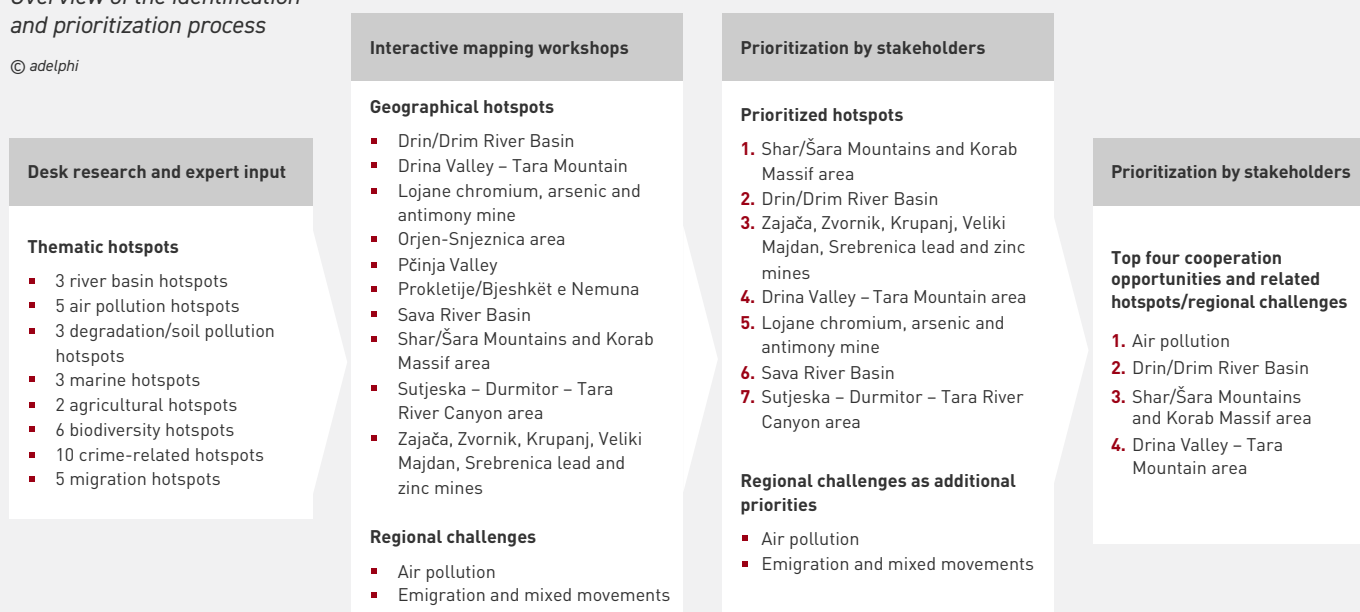 Overview of the identification
and prioritization process
© adelphi
Desk research and expert input
Thematic hotspots
▪ 3 river basin hotspots
▪ 5 air pollution hotspots
▪ 3 degradation/soil pollution
hotspots
▪ 3 marine hotspots
▪ 2 agricultural hotspots
▪ 6 biodiversity hotspots
▪ 10 crime-related hotspots
▪ 5 migration hotspots
Interactive mapping workshops
Geographical hotspots
▪ Drin/Drim River Basin
▪ Drina Valley – Tara Mountain
▪ Lojane chromium, arsenic and
antimony mine
▪ Orjen-Snjeznica area
▪ Pčinja Valley
▪ Prokletije/Bjeshkët e Nemuna
▪ Sava River Basin
▪ Shar/Šara Mountains and Korab
Massif area
▪ Sutjeska – Durmitor – Tara
River Canyon area
▪ Zajača, Zvornik, Krupanj, Veliki
Majdan, Srebrenica lead and
zinc mines
Regional challenges
▪ Air pollution
▪ Emigration and mixed movements
Prioritization by stakeholders
Prioritized hotspots
1. Shar/Šara Mountains and Korab
Massif area
2. Drin/Drim River Basin
3. Zajača, Zvornik, Krupanj, Veliki
Majdan, Srebrenica lead and zinc
mines
4. Drina Valley – Tara Mountain area
5. Lojane chromium, arsenic and
antimony mine
6. Sava River Basin
7. Sutjeska – Durmitor – Tara River
Canyon area
Regional challenges as additional
priorities
▪ Air pollution
▪ Emigration and mixed movements
Prioritization by stakeholders
Top four cooperation
opportunities and related
hotspots/regional challenges
1. Air pollution
2. Drin/Drim River Basin
3. Shar/Šara Mountains
and Korab Massif area
4. Drina Valley – Tara
Mountain area